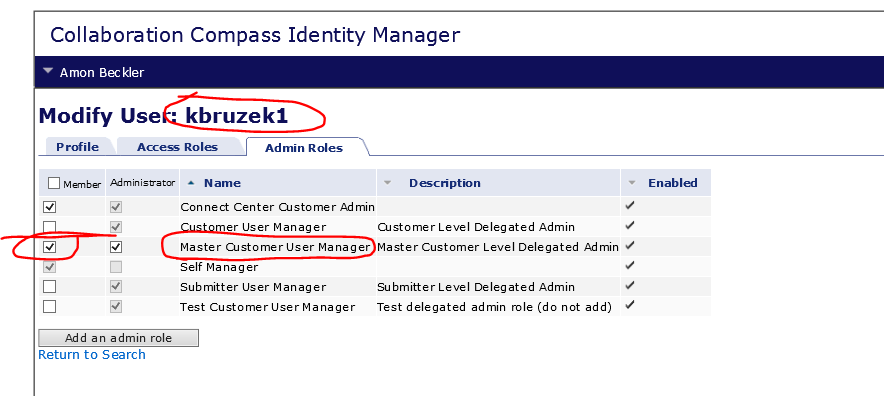 Collaboration Compass Identity Manager
Amon Beckler
Modify User: kbruzek1
Profile Access Roles Admin Roles
Member Administrator Name Description Enabled
Connect Center Customer Admin
Customer User Manager Customer Level Delegated Admin
Master Customer User Manager Master Customer Level Delegated Admin
Self Manager
Submitter User Manager Submitter Level Delegated Admin
Test Customer User Manager Test delegated admin role (do not add)
Add an admin role
Return to Search